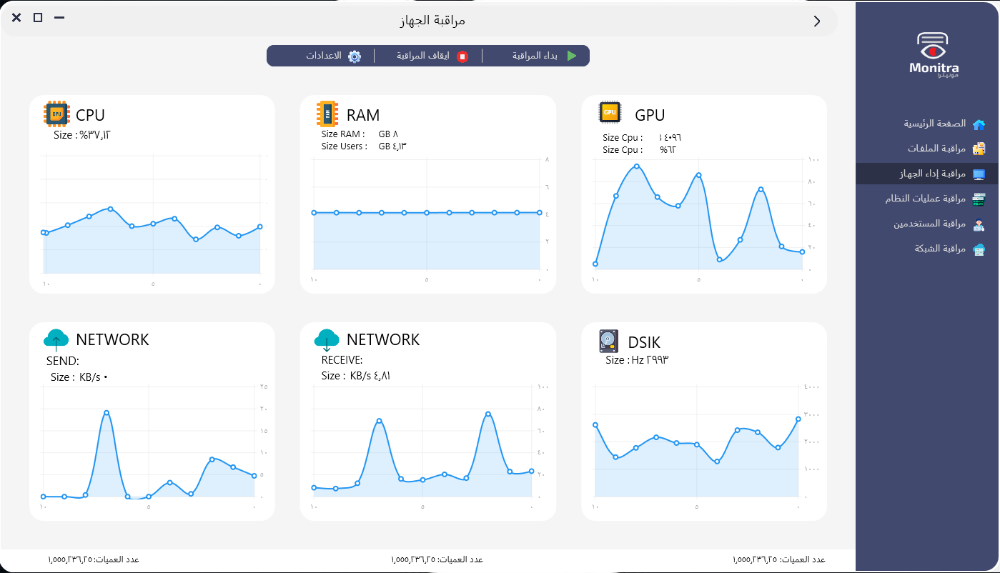 مراقبة الجهاز
Monitra
مونيترا
الصفحة الرئيسية
مراقبة الملفات
مراقبة إداء الجهاز
مراقبة عمليات النظام
مراقبة المستخدمين
مراقبة الشبكة
بداء المراقبة
ايقاف المراقبة
الاعدادات
CPU
CPU
Size : %٣٧,١٢
١٠ ٥ ٠
RAM
RAM
Size RAM : GB ٨
Size Users : GB ٤,١٣
٨
٦
٤
٢
٠
١٠ ٥ ٠
CPU
GPU
Size Cpu : ٤٠٩٦
Size Cpu : %٦٢
١٠٠
٨٠
٦٠
٤٠
٢٠
٠
١٠ ٥ ٠
NETWORK
SEND:
Size : KB/s ٠
٢٥
٢٠
١٥
١٠
٥
٠
١٠ ٥ ٠
NETWORK
RECEIVE:
Size : KB/s ٤,٨١
١٠٠
٨٠
٦٠
٤٠
٢٠
٠
١٠ ٥ ٠
DSIK
Size : Hz ٢٩٩٣
٤٠٠٠
٣٠٠٠
٢٠٠٠
١٠٠٠
٠
١٠ ٥ ٠
عدد العميات: ١,٥٥٥,٢٣٦,٢٥
عدد العميات: ١,٥٥٥,٢٣٦,٢٥
عدد العميات: ١,٥٥٥,٢٣٦,٢٥